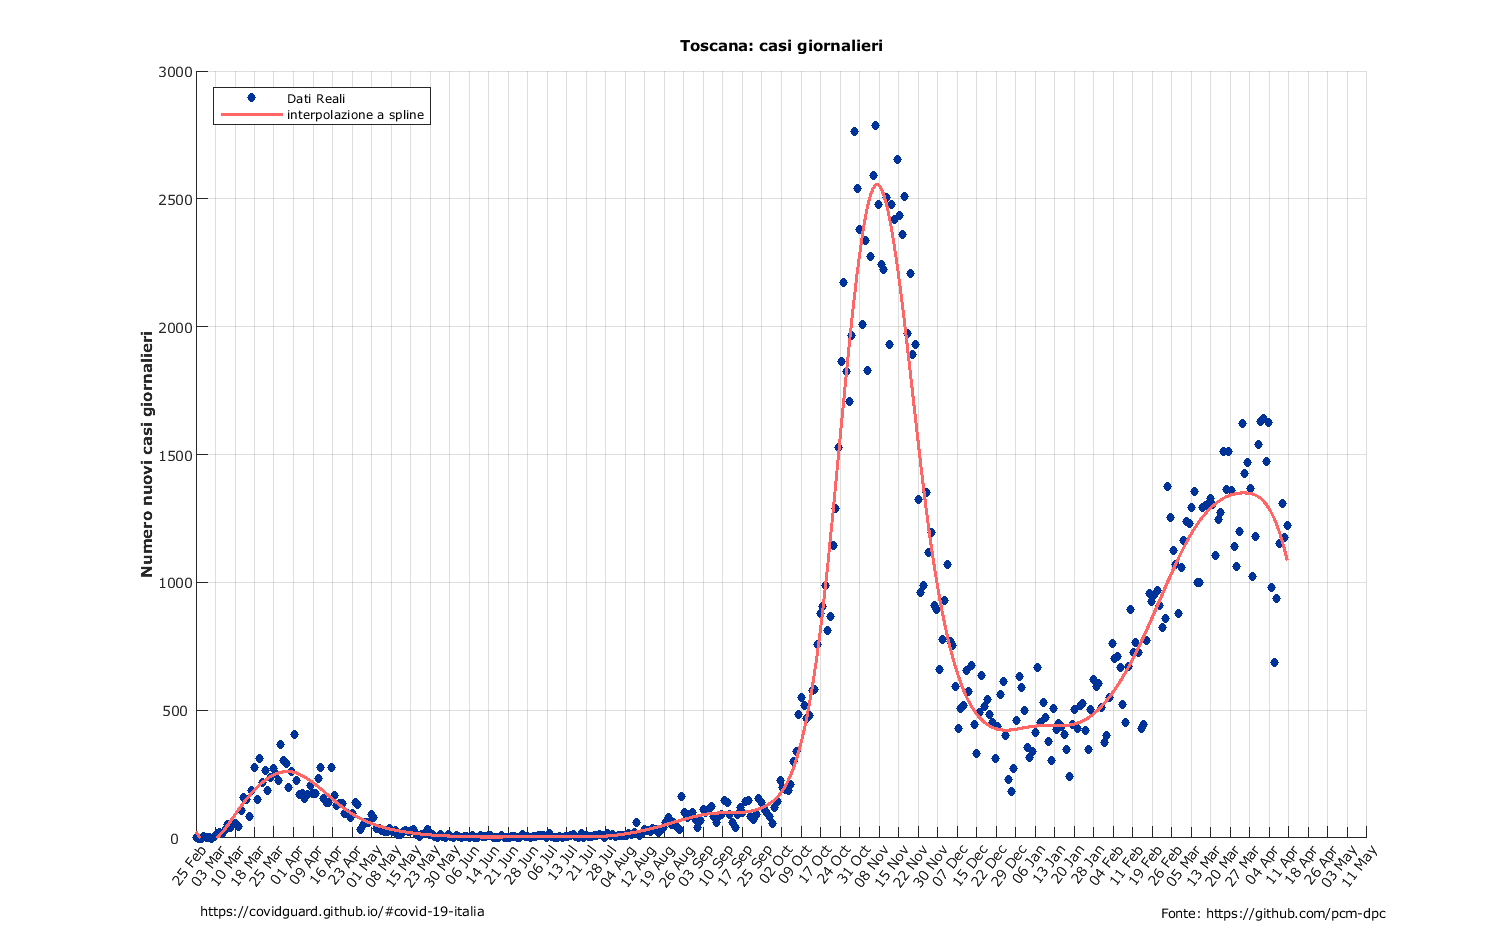 Toscana: casi giornalieri
Dati Reali
interpolazione a spline
Numero nuovi casi giornalieri
3000
2500
2000
1500
1000
500
0
25 Feb
03 Mar
10 Mar
18 Mar
25 Mar
01 Apr
09 Apr
16 Apr
23 Apr
01 May
08 May
15 May
23 May
30 May
06 Jun
14 Jun
21 Jun
28 Jun
06 Jul
13 Jul
21 Jul
28 Jul
04 Aug
12 Aug
19 Aug
26 Aug
03 Sep
10 Sep
17 Sep
25 Sep
02 Oct
09 Oct
17 Oct
24 Oct
31 Oct
08 Nov
15 Nov
22 Nov
30 Nov
07 Dec
15 Dec
22 Dec
29 Dec
06 Jan
13 Jan
20 Jan
28 Jan
04 Feb
11 Feb
19 Feb
26 Feb
05 Mar
13 Mar
20 Mar
27 Mar
04 Apr
11 Apr
18 Apr
26 Apr
03 May
11 May
https://covidguard.github.io/#covid-19-italia
Fonte: https://github.com/pcm-dpc